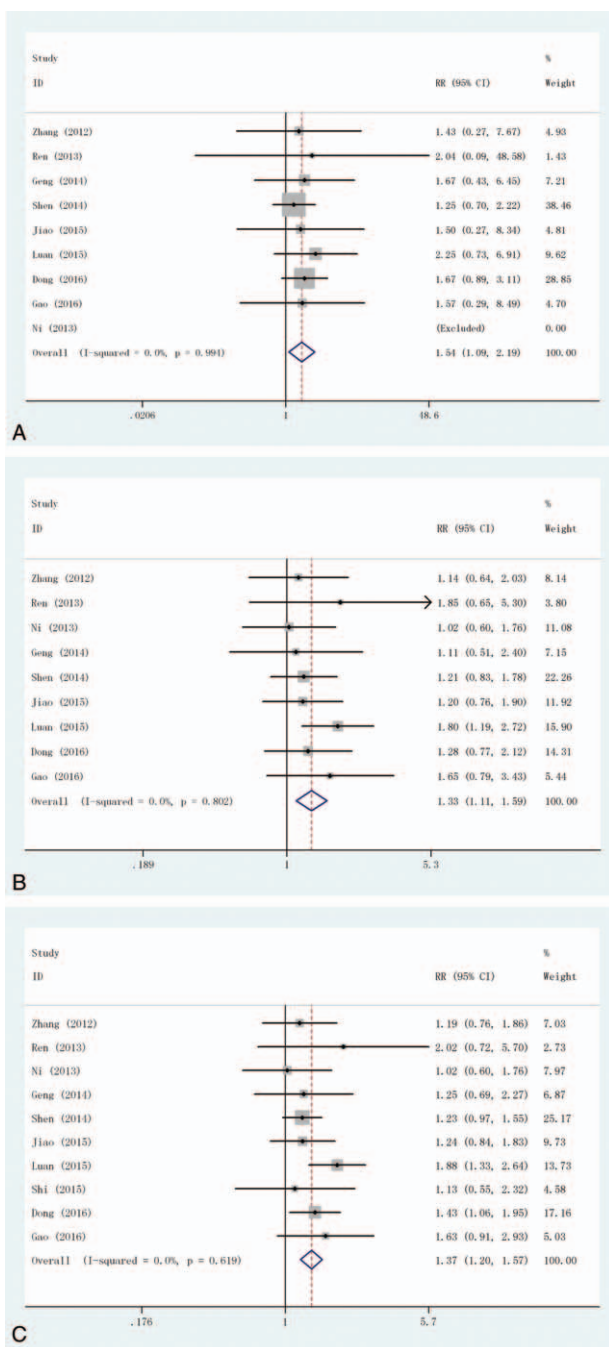 Study %
ID RR (95% CI) Weight
Zhang (2012) 1.43 (0.27, 7.67) 4.93
Ren (2013) 2.04 (0.09, 48.58) 1.43
Geng (2014) 1.67 (0.43, 6.45) 7.21
Shen (2014) 1.25 (0.70, 2.22) 38.46
Jiao (2015) 1.50 (0.27, 8.34) 4.81
Luan (2015) 2.25 (0.73, 6.91) 9.62
Dong (2016) 1.67 (0.89, 3.11) 28.85
Gao (2016) 1.57 (0.29, 8.49) 4.70
Ni (2013) (Excluded) 0.00
Overall (I-squared = 0.0%, p = 0.994) 1.54 (1.09, 2.19) 100.00
.0206 1 48.6
A
Study %
ID RR (95% CI) Weight
Zhang (2012) 1.14 (0.64, 2.03) 8.14
Ren (2013) 1.85 (0.65, 5.30) 3.80
Ni (2013) 1.02 (0.60, 1.76) 11.08
Geng (2014) 1.11 (0.51, 2.40) 7.15
Shen (2014) 1.21 (0.83, 1.78) 22.26
Jiao (2015) 1.20 (0.76, 1.90) 11.92
Luan (2015) 1.80 (1.19, 2.72) 15.90
Dong (2016) 1.28 (0.77, 2.12) 14.31
Gao (2016) 1.65 (0.79, 3.43) 5.44
Overall (I-squared = 0.0%, p = 0.802) 1.33 (1.11, 1.59) 100.00
.189 1 5.3
B
Study %
ID RR (95% CI) Weight
Zhang (2012) 1.19 (0.76, 1.86) 7.03
Ren (2013) 2.02 (0.72, 5.70) 2.73
Ni (2013) 1.02 (0.60, 1.76) 7.97
Geng (2014) 1.25 (0.69, 2.27) 6.87
Shen (2014) 1.23 (0.97, 1.55) 25.17
Jiao (2015) 1.24 (0.84, 1.83) 9.73
Luan (2015) 1.88 (1.33, 2.64) 13.73
Shi (2015) 1.13 (0.55, 2.32) 4.58
Dong (2016) 1.43 (1.06, 1.95) 17.16
Gao (2016) 1.63 (0.91, 2.93) 5.03
Overall (I-squared = 0.0%, p = 0.619) 1.37 (1.20, 1.57) 100.00
.176 1 5.7
C